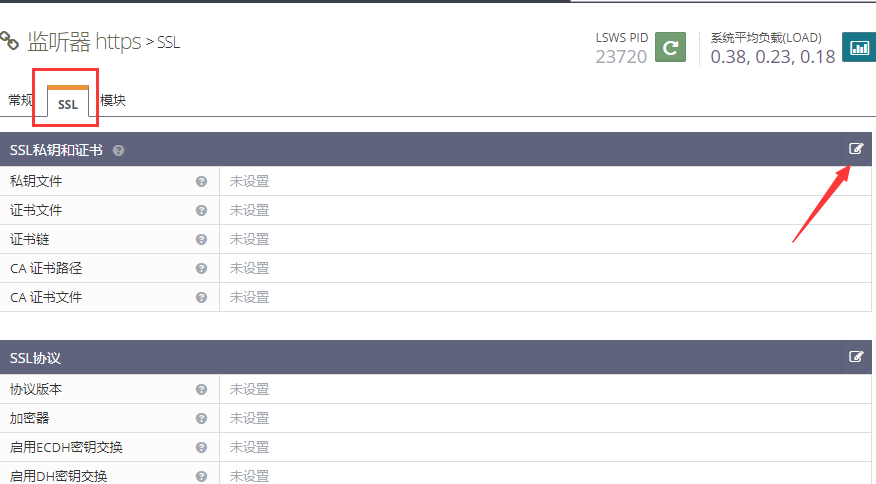 监听器 https > SSL
LSWS PID
23720
系统平均负载(LOAD)
0.38, 0.23, 0.18
常规 SSL 模块
SSL私钥和证书
私钥文件 未设置
证书文件 未设置
证书链 未设置
CA 证书路径 未设置
CA 证书文件 未设置
SSL协议
协议版本 未设置
加密器 未设置
启用ECDH密钥交换 未设置
启用DH密钥交换 未设置